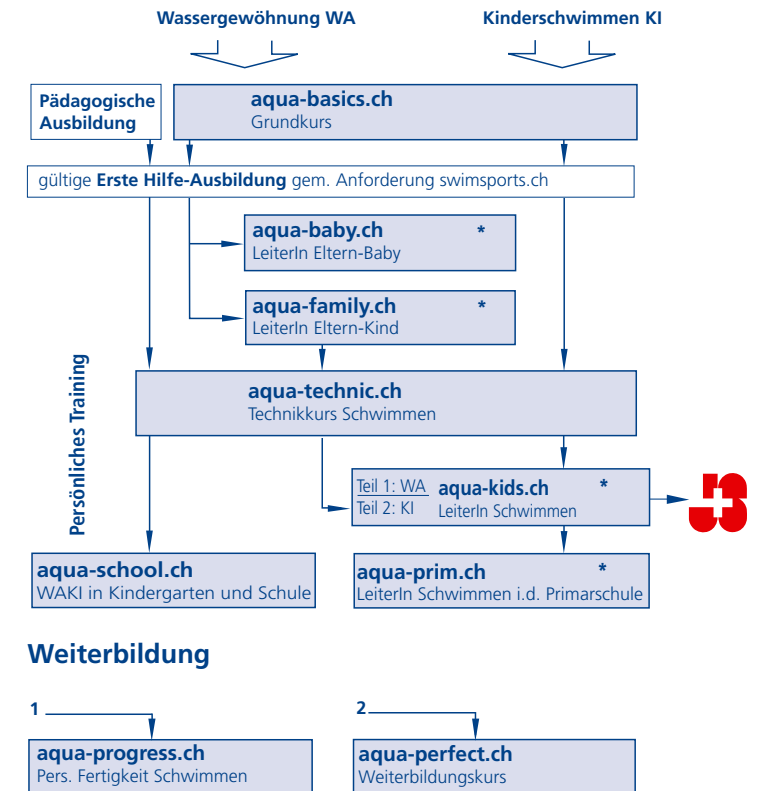 Wassergewöhnung WA
Kinderschwimmen KI
Pädagogische
Ausbildung
aqua-basics.ch
Grundkurs
gültige Erste Hilfe-Ausbildung gem. Anforderung swimsports.ch
aqua-baby.ch *
LeiterIn Eltern-Baby
aqua-family.ch *
LeiterIn Eltern-Kind
Persönliches Training
aqua-technic.ch
Technikkurs Schwimmen
Teil 1: WA
Teil 2: KI
aqua-kids.ch *
LeiterIn Schwimmen
aqua-school.ch
WAKI in Kindergarten und Schule
aqua-prim.ch *
LeiterIn Schwimmen i.d. Primarschule
Weiterbildung
1
aqua-progress.ch
Pers. Fertigkeit Schwimmen
2
aqua-perfect.ch
Weiterbildungskurs